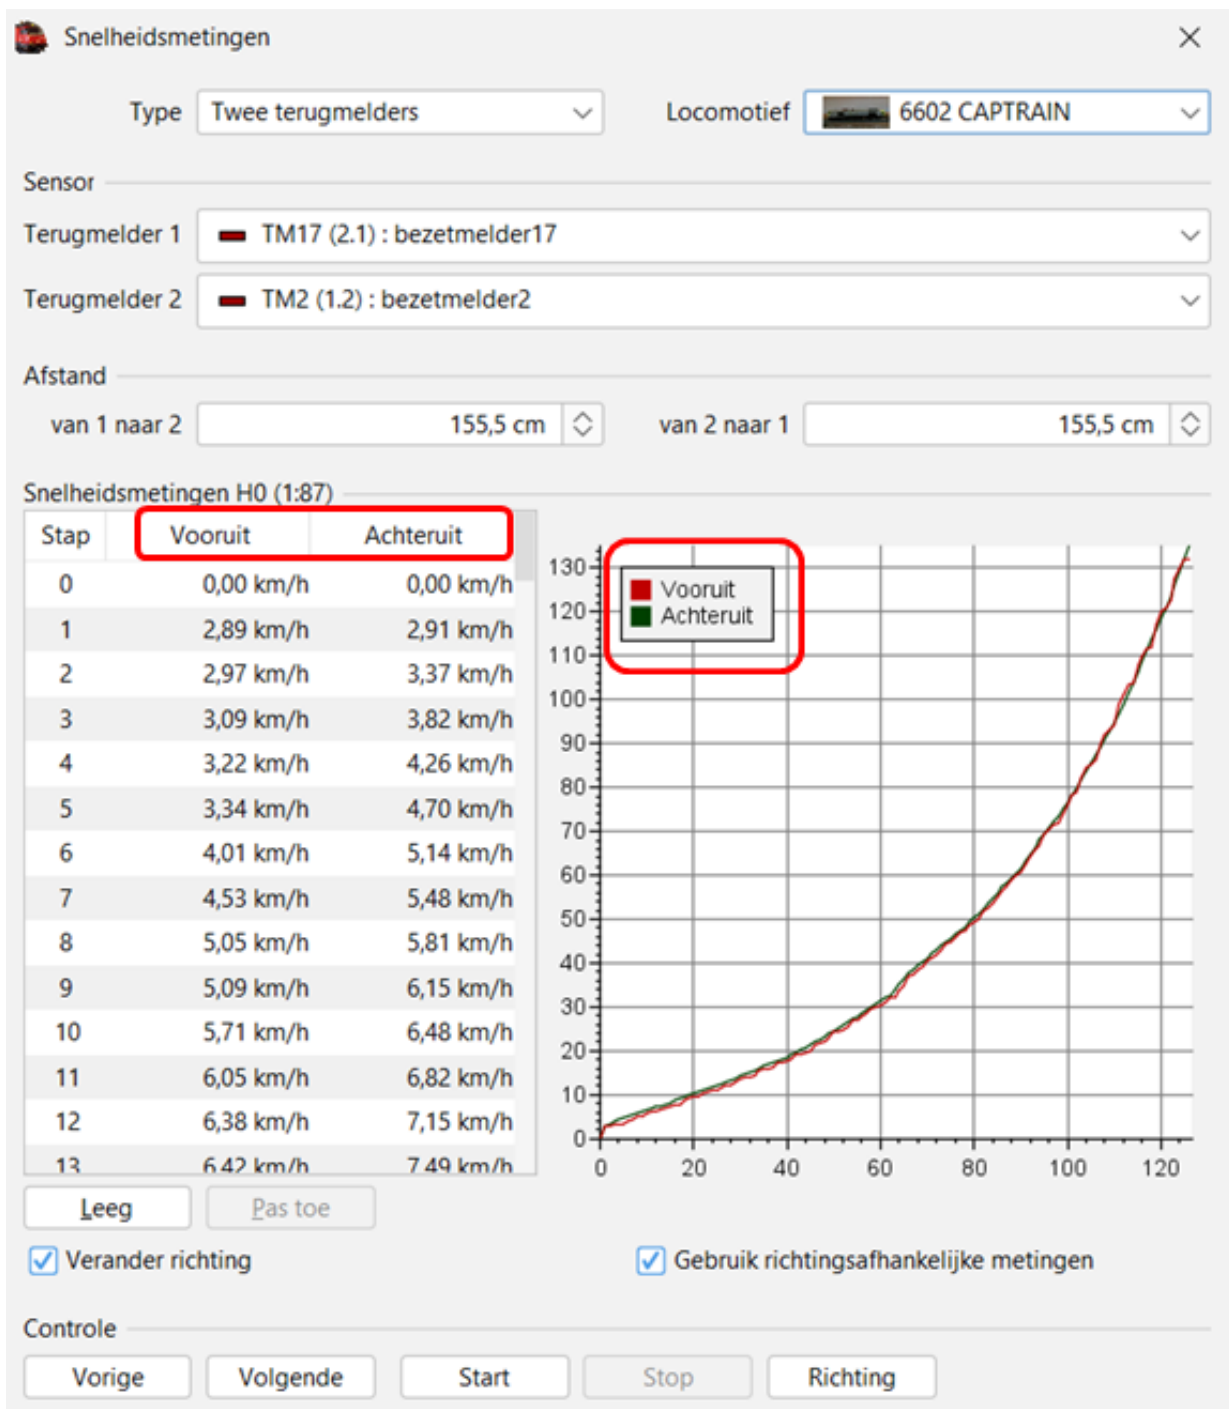 Snelheidsmetingen
Type Twee terugmelders Locomotief 6602 CAPTRAIN
Sensor
Terugmelder 1 TM17 (2.1) : bezetmelder17
Terugmelder 2 TM2 (1.2) : bezetmelder2
Afstand
van 1 naar 2 155,5 cm van 2 naar 1 155,5 cm
Snelheidsmetingen H0 (1:87)
Stap Vooruit Achteruit
0 0,00 km/h 0,00 km/h
1 2,89 km/h 2,91 km/h
2 2,97 km/h 3,37 km/h
3 3,09 km/h 3,82 km/h
4 3,22 km/h 4,26 km/h
5 3,34 km/h 4,70 km/h
6 4,01 km/h 5,14 km/h
7 4,53 km/h 5,48 km/h
8 5,05 km/h 5,81 km/h
9 5,09 km/h 6,15 km/h
10 5,71 km/h 6,48 km/h
11 6,05 km/h 6,82 km/h
12 6,38 km/h 7,15 km/h
13 6,42 km/h 7,49 km/h
130
120
110
100
90
80
70
60
50
40
30
20
10
0
Vooruit
Achteruit
0 20 40 60 80 100 120
Leeg Pas toe
Verander richting Gebruik richtingsafhankelijke metingen
Controle
Vorige Volgende Start Stop Richting